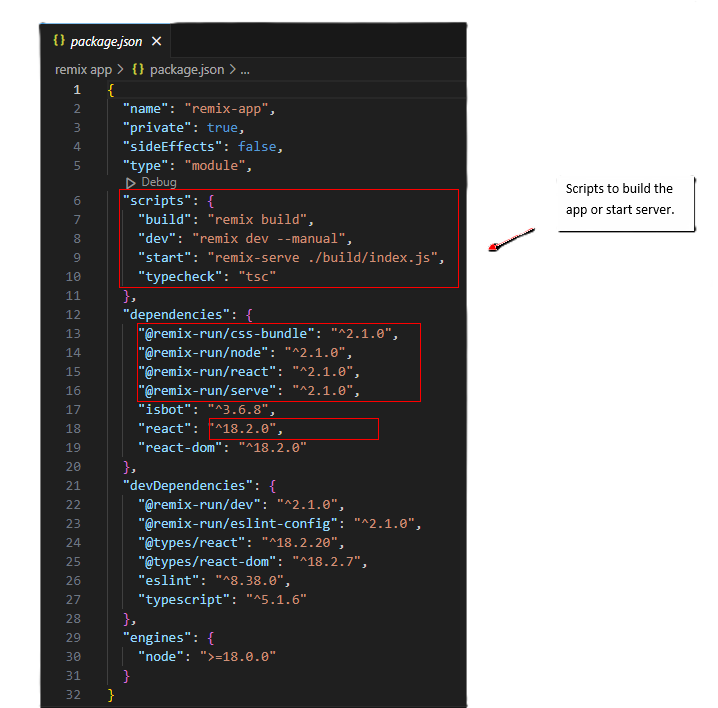 {} package.json ×
remix app > {} package.json > ...
1 {
2 "name": "remix-app",
3 "private": true,
4 "sideEffects": false,
5 "type": "module",
Debug
6 "scripts": {
7 "build": "remix build",
8 "dev": "remix dev --manual",
9 "start": "remix-serve ./build/index.js",
10 "typecheck": "tsc"
11 },
12 "dependencies": {
13 "@remix-run/css-bundle": "^2.1.0",
14 "@remix-run/node": "^2.1.0",
15 "@remix-run/react": "^2.1.0",
16 "@remix-run/serve": "^2.1.0",
17 "isbot": "^3.6.8",
18 "react": "^18.2.0",
19 "react-dom": "^18.2.0"
20 },
21 "devDependencies": {
22 "@remix-run/dev": "^2.1.0",
23 "@remix-run/eslint-config": "^2.1.0",
24 "@types/react": "^18.2.20",
25 "@types/react-dom": "^18.2.7",
26 "eslint": "^8.38.0",
27 "typescript": "^5.1.6"
28 },
29 "engines": {
30 "node": ">=18.0.0"
31 }
32 }
Scripts to build the
app or start server.